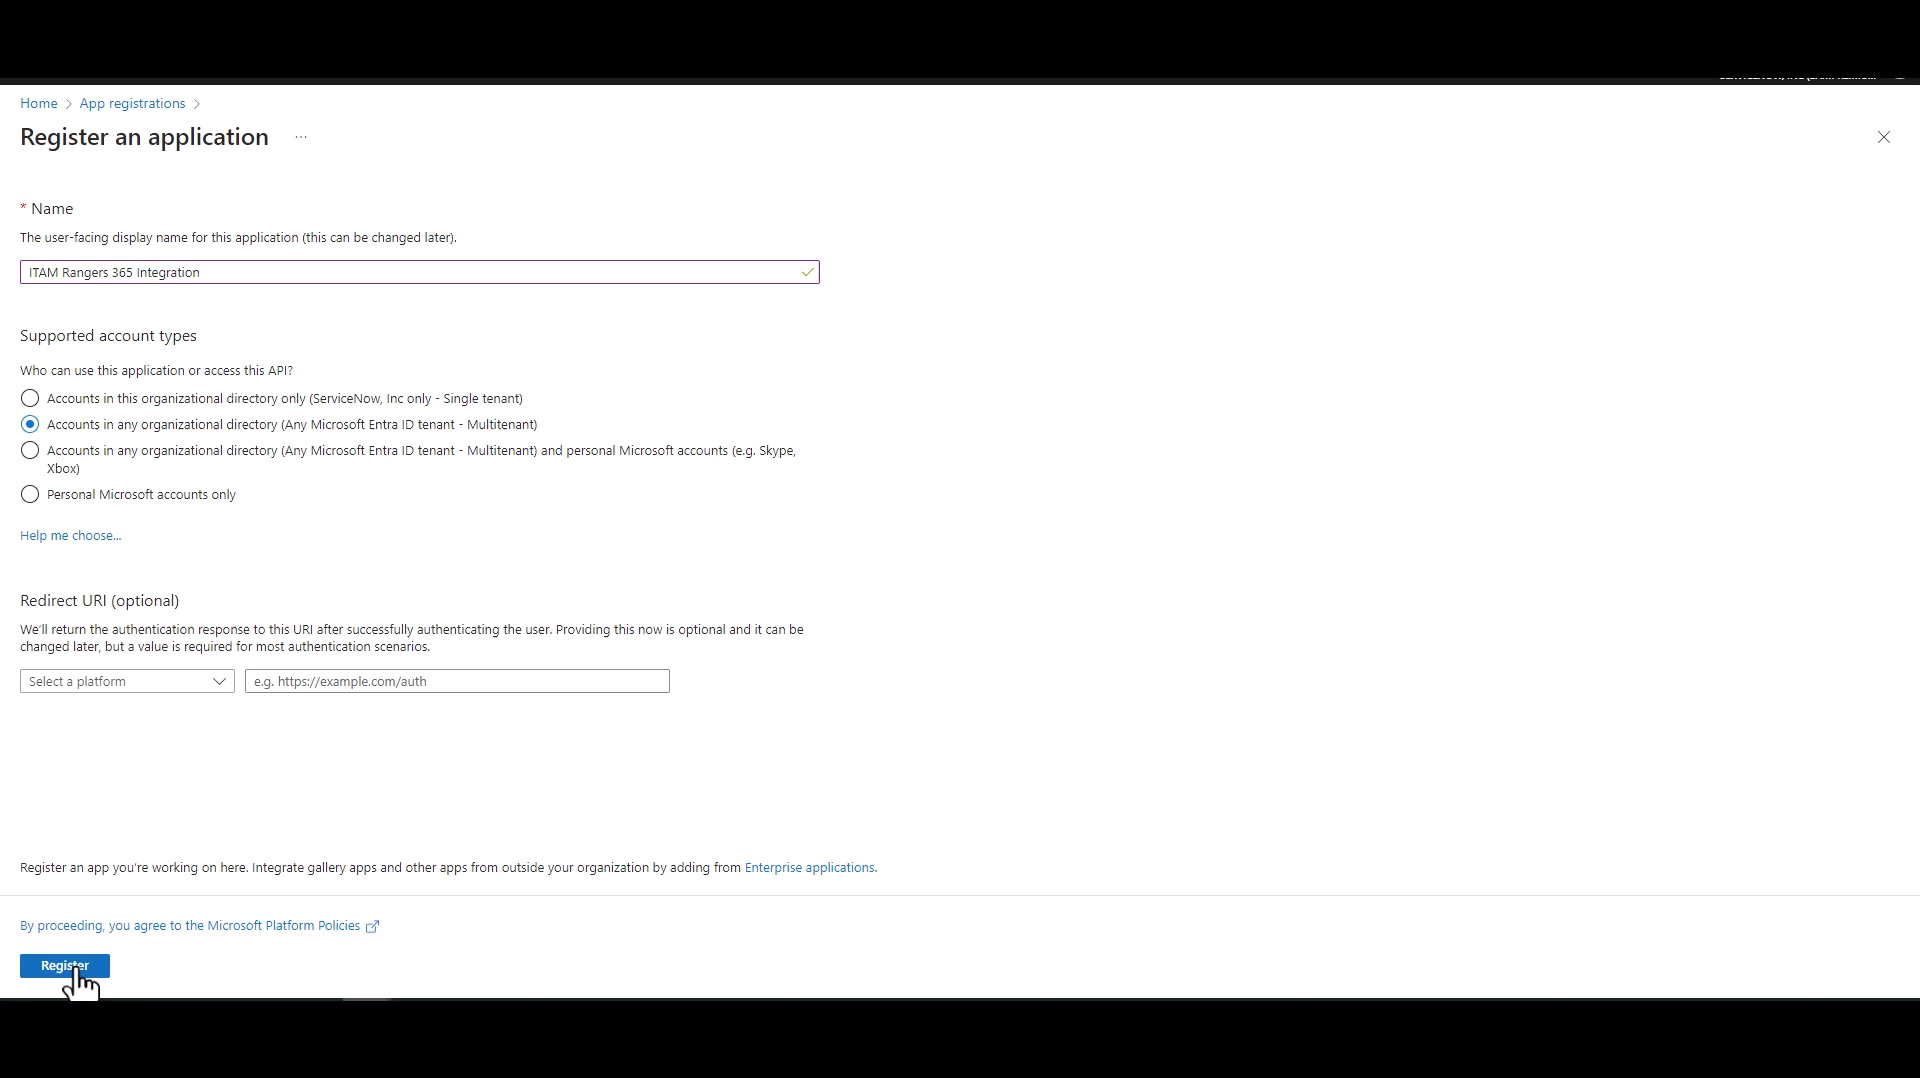 Home > App registrations >
Register an application ...
* Name
The user-facing display name for this application (this can be changed later).
ITAM Rangers 365 Integration
Supported account types
Who can use this application or access this API?
Accounts in this organizational directory only (ServiceNow, Inc only - Single tenant)
Accounts in any organizational directory (Any Microsoft Entra ID tenant - Multitenant)
Accounts in any organizational directory (Any Microsoft Entra ID tenant - Multitenant) and personal Microsoft accounts (e.g. Skype,
Xbox)
Personal Microsoft accounts only
Help me choose...
Redirect URI (optional)
We'll return the authentication response to this URI after successfully authenticating the user. Providing this now is optional and it can be
changed later, but a value is required for most authentication scenarios.
Select a platform
e.g. https://example.com/auth
Register an app you're working on here. Integrate gallery apps and other apps from outside your organization by adding from Enterprise applications.
By proceeding, you agree to the Microsoft Platform Policies
Register